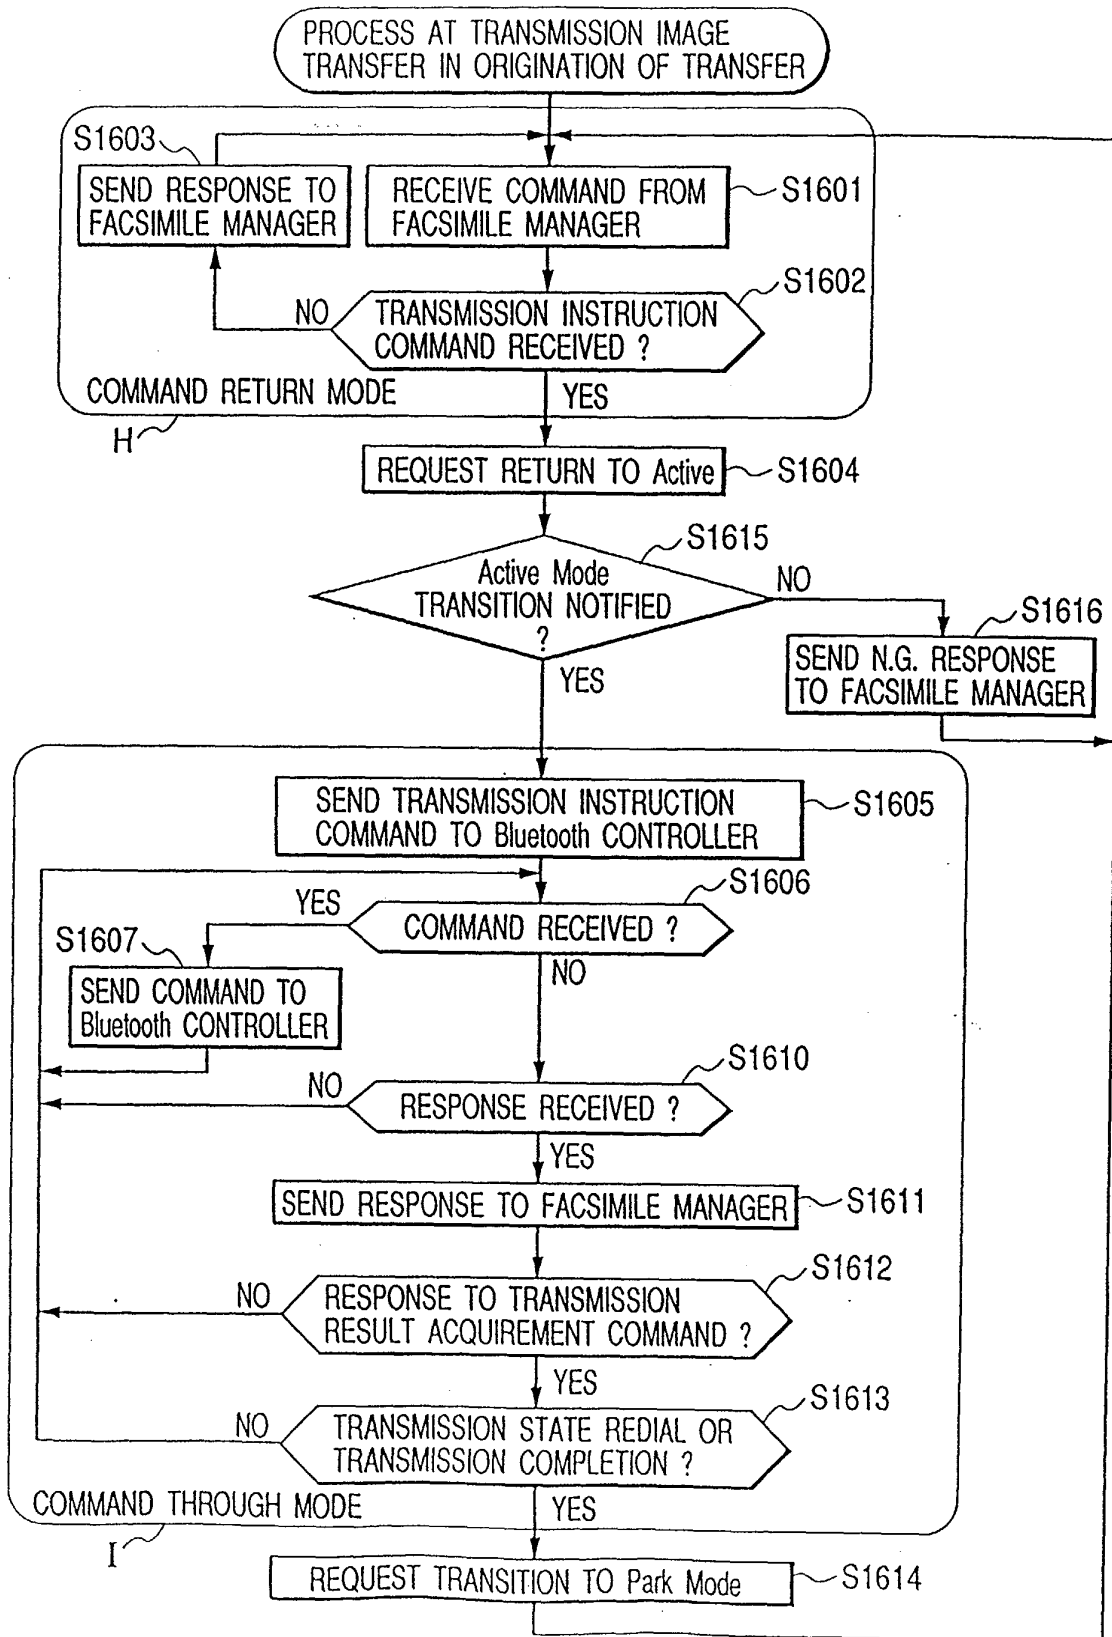 PROCESS AT TRANSMISSION IMAGE
TRANSFER IN ORIGINATION OF TRANSFER
S1603
SEND RESPONSE TO
FACSIMILE MANAGER
RECEIVE COMMAND FROM
FACSIMILE MANAGER
S1601
S1602
NO
TRANSMISSION INSTRUCTION
COMMAND RECEIVED ?
COMMAND RETURN MODE
YES
H
REQUEST RETURN TO Active
S1604
S1615
Active Mode
TRANSITION NOTIFIED
?
NO
YES
S1616
SEND N.G. RESPONSE
TO FACSIMILE MANAGER
SEND TRANSMISSION INSTRUCTION
COMMAND TO Bluetooth CONTROLLER
S1605
S1606
YES
COMMAND RECEIVED ?
S1607
NO
SEND COMMAND TO
Bluetooth CONTROLLER
S1610
NO
RESPONSE RECEIVED ?
YES
SEND RESPONSE TO FACSIMILE MANAGER
S1611
S1612
NO
RESPONSE TO TRANSMISSION
RESULT ACQUIREMENT COMMAND ?
YES
S1613
NO
TRANSMISSION STATE REDIAL OR
TRANSMISSION COMPLETION ?
COMMAND THROUGH MODE
YES
I
REQUEST TRANSITION TO Park Mode
S1614